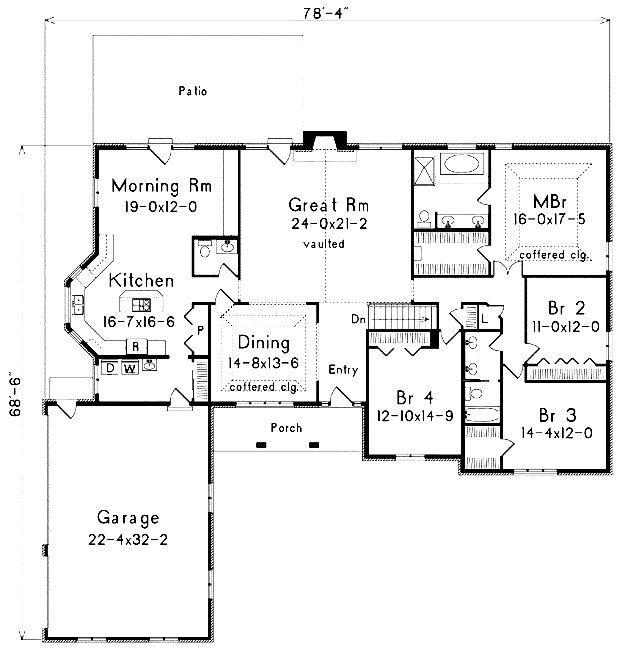 78'-4"
Patio
Morning Rm
19-0x12-0
Great Rm
24-0x21-2
vaulted
MBr
16-0x17-5
coffered clg.
Kitchen
16-7x16-6
P
R
D W
Dining
14-8x13-6
coffered clg.
Dn
L
Br 2
11-0x12-0
Entry
Br 4
12-10x14-9
Br 3
14-4x12-0
68'-6"
Porch
Garage
22-4x32-2